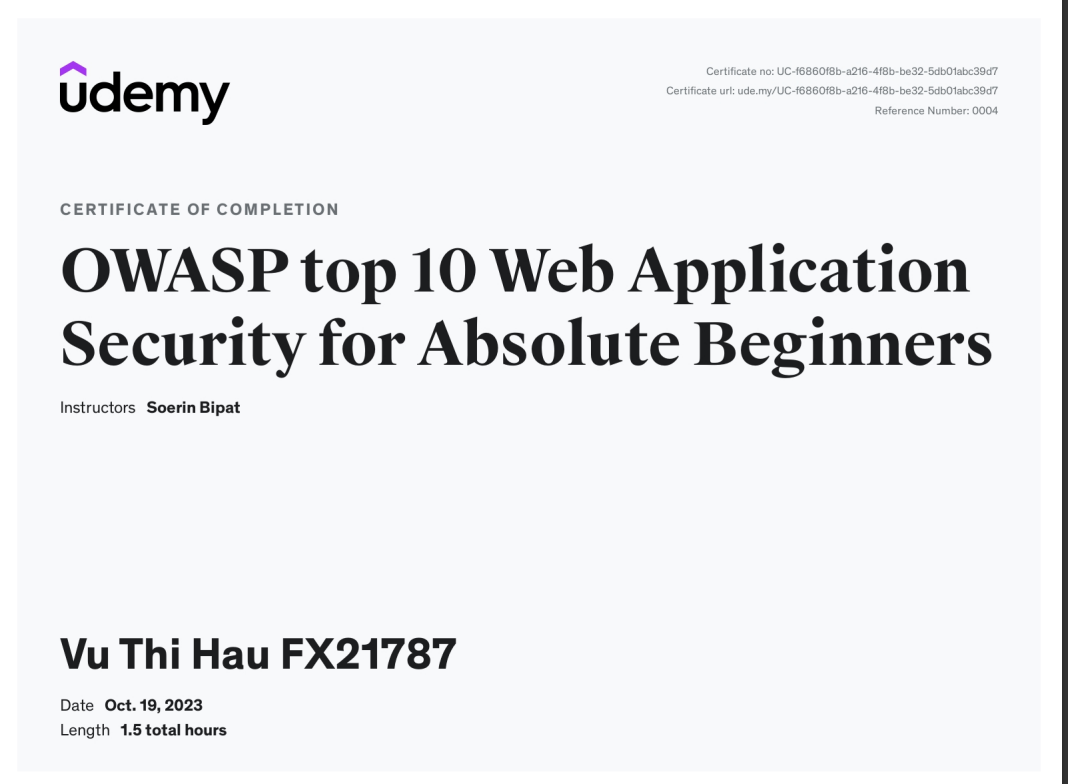 udemy
Certificate no: UC-f6860f8b-a216-4f8b-be32-5db01abc39d7
Certificate url: ude.my/UC-f6860f8b-a216-4f8b-be32-5db01abc39d7
Reference Number: 0004
CERTIFICATE OF COMPLETION
OWASP top 10 Web Application
Security for Absolute Beginners
Instructors Soerin Bipat
Vu Thi Hau FX21787
Date Oct. 19, 2023
Length 1.5 total hours